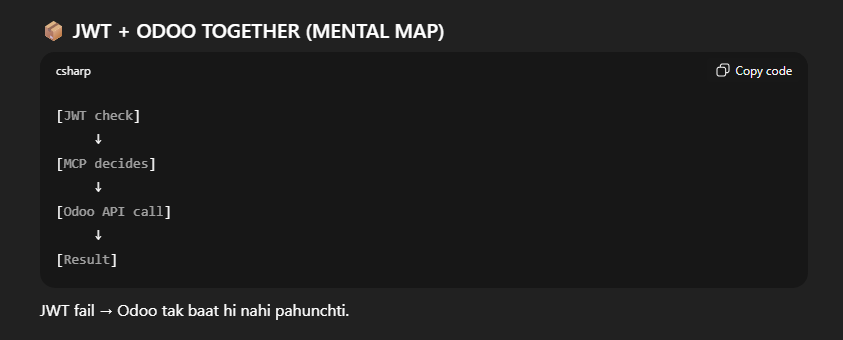 📦 JWT + ODOO TOGETHER (MENTAL MAP)
csharp
Copy code
[JWT check]
↓
[MCP decides]
↓
[Odoo API call]
↓
[Result]
JWT fail → Odoo tak baat hi nahi pahunchti.